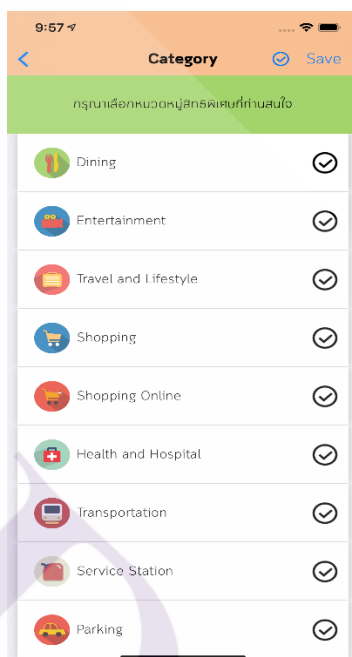 9:57
Category
Save
กรุณาเลือกหมวดหมู่สิทธิพิเศษที่ท่านสนใจ
Dining
Entertainment
Travel and Lifestyle
Shopping
Shopping Online
Health and Hospital
Transportation
Service Station
Parking